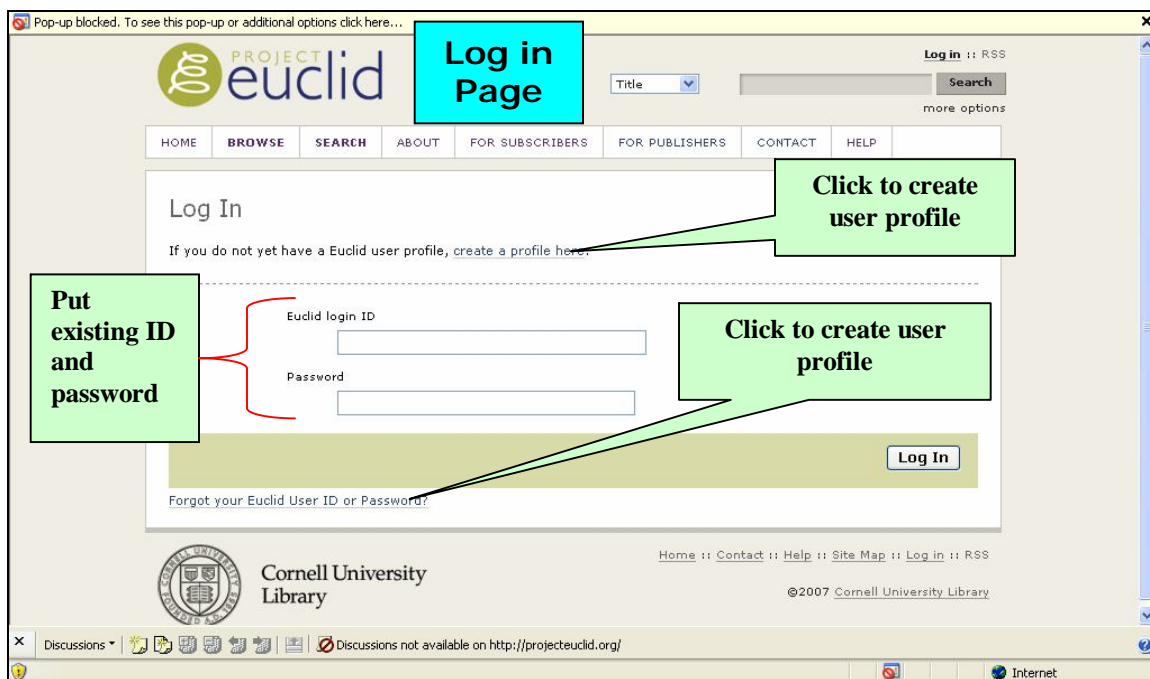 Pop-up blocked. To see this pop-up or additional options click here...
PROJECT
euclid
Log in
Page
Log in :: RSS
Title
Search
more options
HOME BROWSE SEARCH ABOUT FOR SUBSCRIBERS FOR PUBLISHERS CONTACT HELP
Click to create
user profile
Log In
If you do not yet have a Euclid user profile, create a profile here.
Put
existing ID
and
password
Euclid login ID
Click to create user
profile
Password
Log In
Forgot your Euclid User ID or Password?
Home :: Contact :: Help :: Site Map :: Log in :: RSS
Cornell University
Library
©2007 Cornell University Library
Discussions Discussions not available on http://projecteuclid.org/
Internet